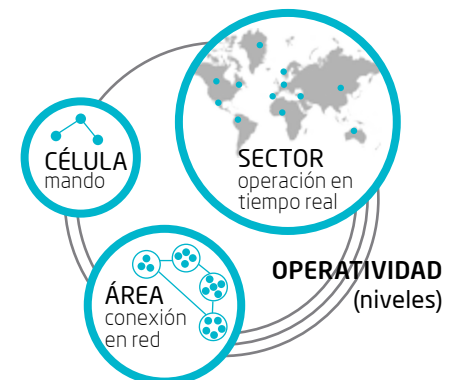 CÉLULA
mando
SECTOR
operación en
tiempo real
ÁREA
conexión
en red
OPERATIVIDAD
(niveles)